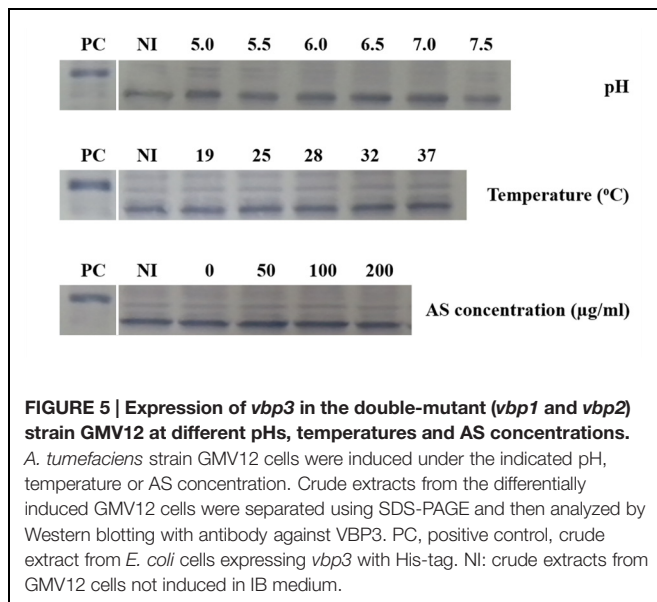 PC NI 5.0 5.5 6.0 6.5 7.0 7.5
pH
PC NI 19 25 28 32 37
Temperature (ºC)
PC NI 0 50 100 200
AS concentration (µg/ml)
FIGURE 5 | Expression of vbp3 in the double-mutant (vbp1 and vbp2)
strain GMV12 at different pHs, temperatures and AS concentrations.
A. tumefaciens strain GMV12 cells were induced under the indicated pH,
temperature or AS concentration. Crude extracts from the differentially
induced GMV12 cells were separated using SDS-PAGE and then analyzed by
Western blotting with antibody against VBP3. PC, positive control, crude
extract from E. coli cells expressing vbp3 with His-tag. NI: crude extracts from
GMV12 cells not induced in IB medium.